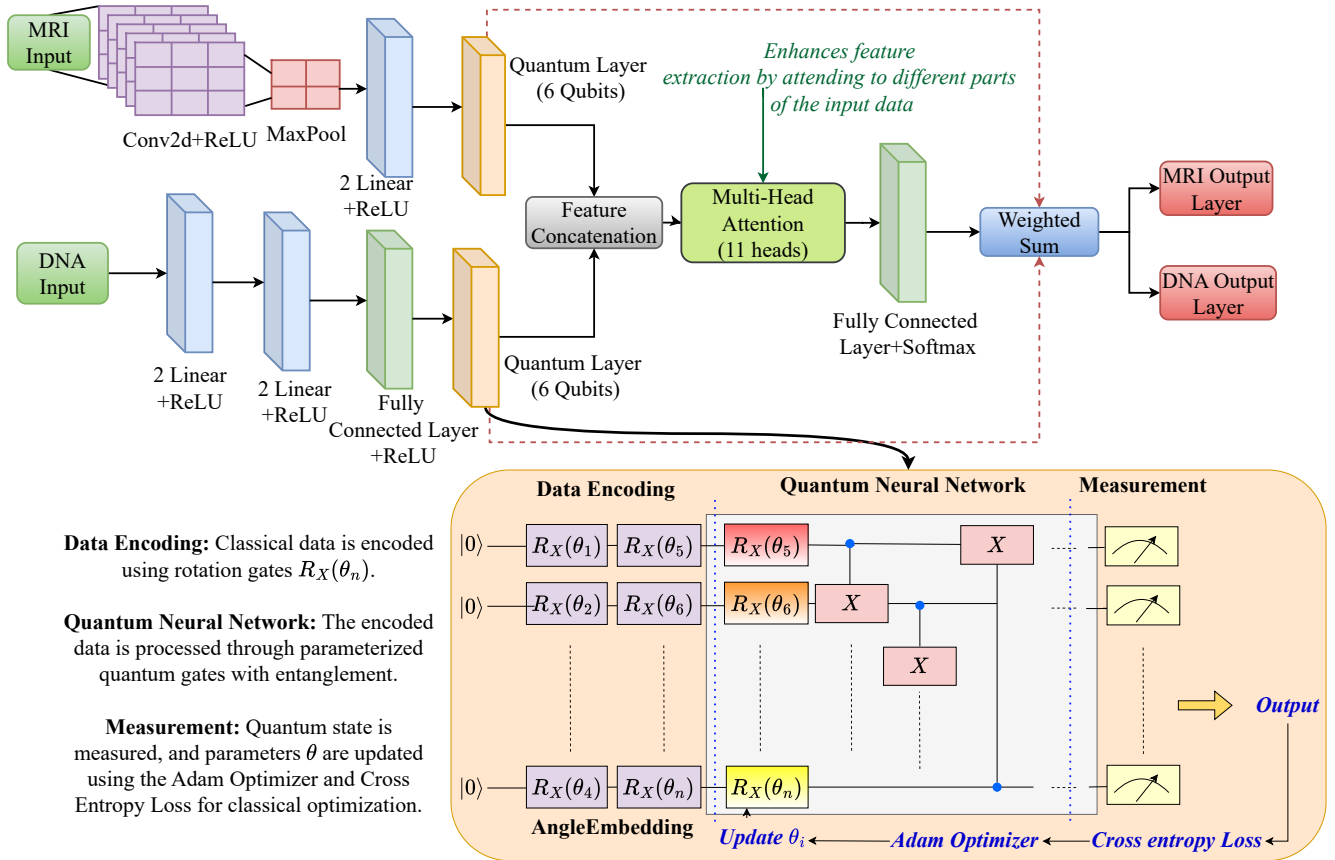 MRI
Input
Conv2d+ReLU
MaxPool
2 Linear
+ReLU
Quantum Layer
(6 Qubits)
Enhances feature
extraction by attending to different parts
of the input data
DNA
Input
2 Linear
+ReLU
2 Linear
+ReLU
Fully
Connected Layer
+ReLU
Quantum Layer
(6 Qubits)
Feature
Concatenation
Multi-Head
Attention
(11 heads)
Fully Connected
Layer+Softmax
Weighted
Sum
MRI Output
Layer
DNA Output
Layer
Data Encoding: Classical data is encoded
using rotation gates R_X(θ_n).
Quantum Neural Network: The encoded
data is processed through parameterized
quantum gates with entanglement.
Measurement: Quantum state is
measured, and parameters θ are updated
using the Adam Optimizer and Cross
Entropy Loss for classical optimization.
Data Encoding
Quantum Neural Network
Measurement
|0⟩ R_X(θ_1) R_X(θ_5) R_X(θ_5) X
|0⟩ R_X(θ_2) R_X(θ_6) R_X(θ_6) X
X
|0⟩ R_X(θ_4) R_X(θ_n) R_X(θ_n)
AngleEmbedding
Output
Update θ_i
Adam Optimizer
Cross entropy Loss